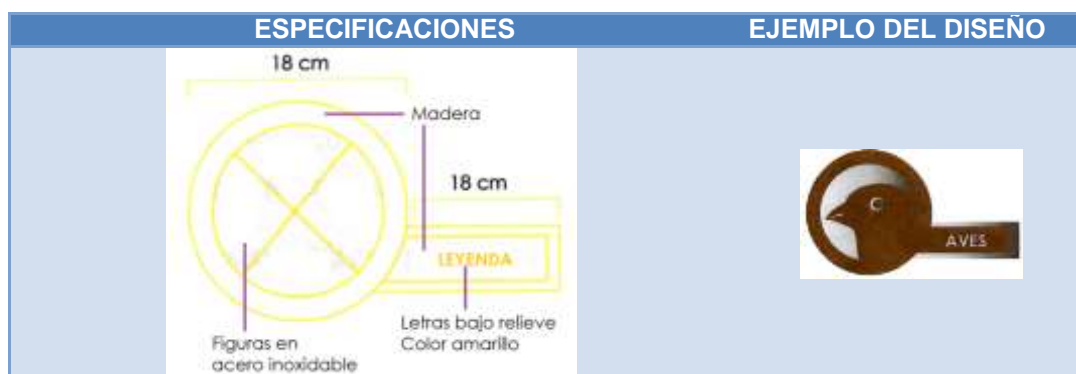 ESPECIFICACIONES
EJEMPLO DEL DISEÑO
18 cm
Madera
18 cm
LEYENDA
AVES
Letras bajo relieve
Color amarillo
Figuras en
acero inoxidable